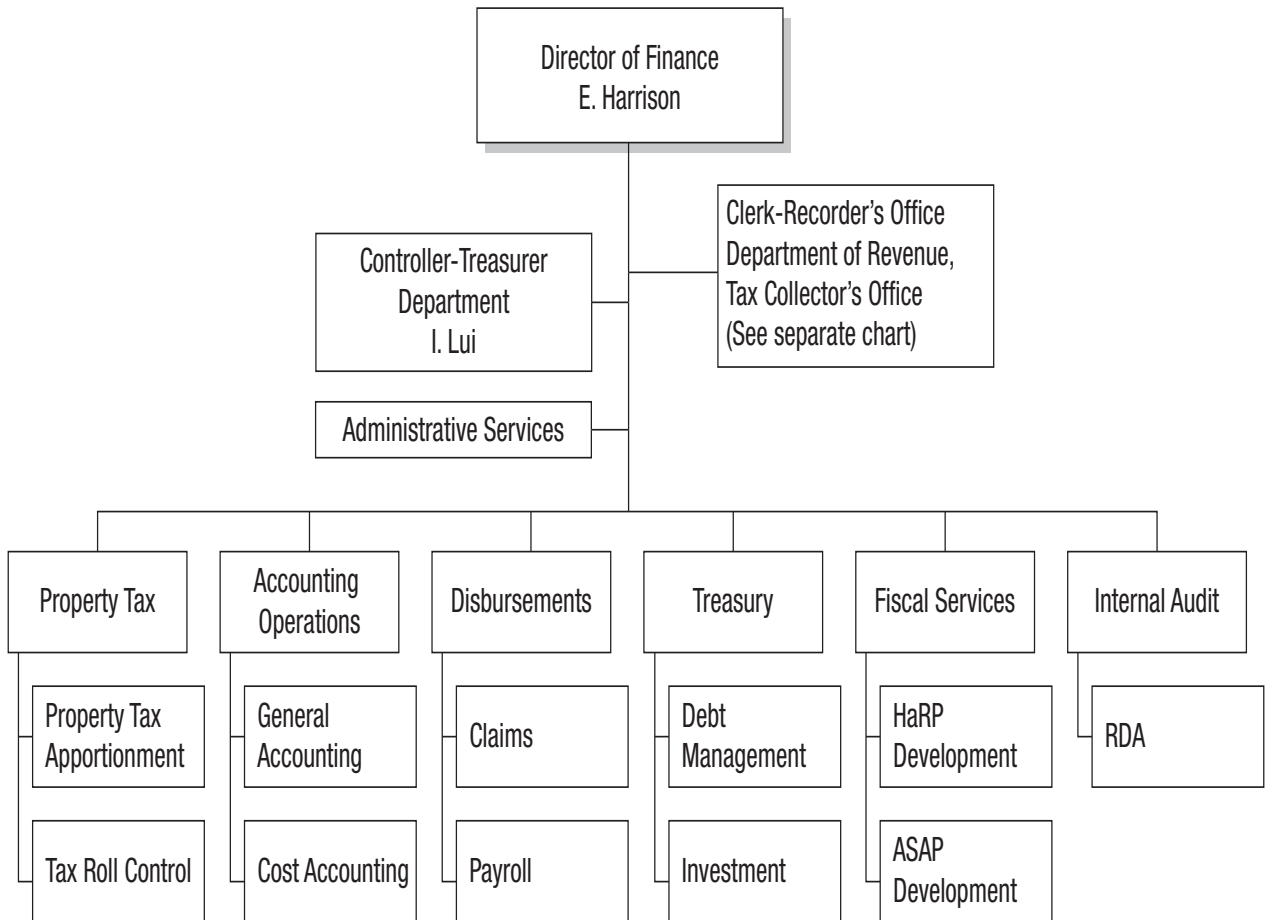 Director of Finance
E. Harrison
Clerk-Recorder’s Office
Department of Revenue,
Tax Collector’s Office
(See separate chart)
Controller-Treasurer
Department
I. Lui
Administrative Services
Property Tax
Accounting
Operations
Disbursements
Treasury
Fiscal Services
Internal Audit
Property Tax
Apportionment
General
Accounting
Claims
Debt
Management
HaRP
Development
RDA
Tax Roll Control
Cost Accounting
Payroll
Investment
ASAP
Development